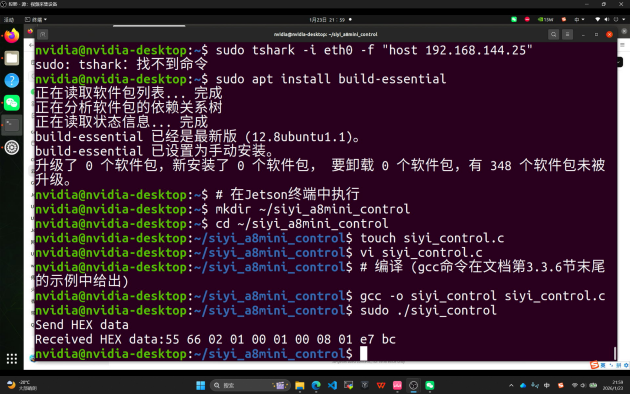 活动
终端
1月23日 21:59
nvidia@nvidia-desktop: ~/siyi_a8mini_control
nvidia@nvidia-desktop:~$ sudo tshark -i eth0 -f "host 192.168.144.25"
sudo: tshark: 找不到命令
nvidia@nvidia-desktop:~$ sudo apt install build-essential
正在读取软件包列表... 完成
正在分析软件包的依赖关系树
正在读取状态信息... 完成
build-essential 已经是最新版 (12.8ubuntu1.1)。
build-essential 已设置为手动安装。
升级了 0 个软件包，新安装了 0 个软件包， 要卸载 0 个软件包，有 348 个软件包未被
升级。
nvidia@nvidia-desktop:~$ # 在Jetson终端中执行
nvidia@nvidia-desktop:~$ mkdir ~/siyi_a8mini_control
nvidia@nvidia-desktop:~$ cd ~/siyi_a8mini_control
nvidia@nvidia-desktop:~/siyi_a8mini_control$ touch siyi_control.c
nvidia@nvidia-desktop:~/siyi_a8mini_control$ vi siyi_control.c
nvidia@nvidia-desktop:~/siyi_a8mini_control$ # 编译 (gcc命令在文档第3.3.6节末尾
的示例中给出)
nvidia@nvidia-desktop:~/siyi_a8mini_control$ gcc -o siyi_control siyi_control.c
nvidia@nvidia-desktop:~/siyi_a8mini_control$ sudo ./siyi_control
Send HEX data
Received HEX data:55 66 02 01 00 01 00 08 01 e7 bc
nvidia@nvidia-desktop:~/siyi_a8mini_control$
搜索
中
21:59
2026/1/23